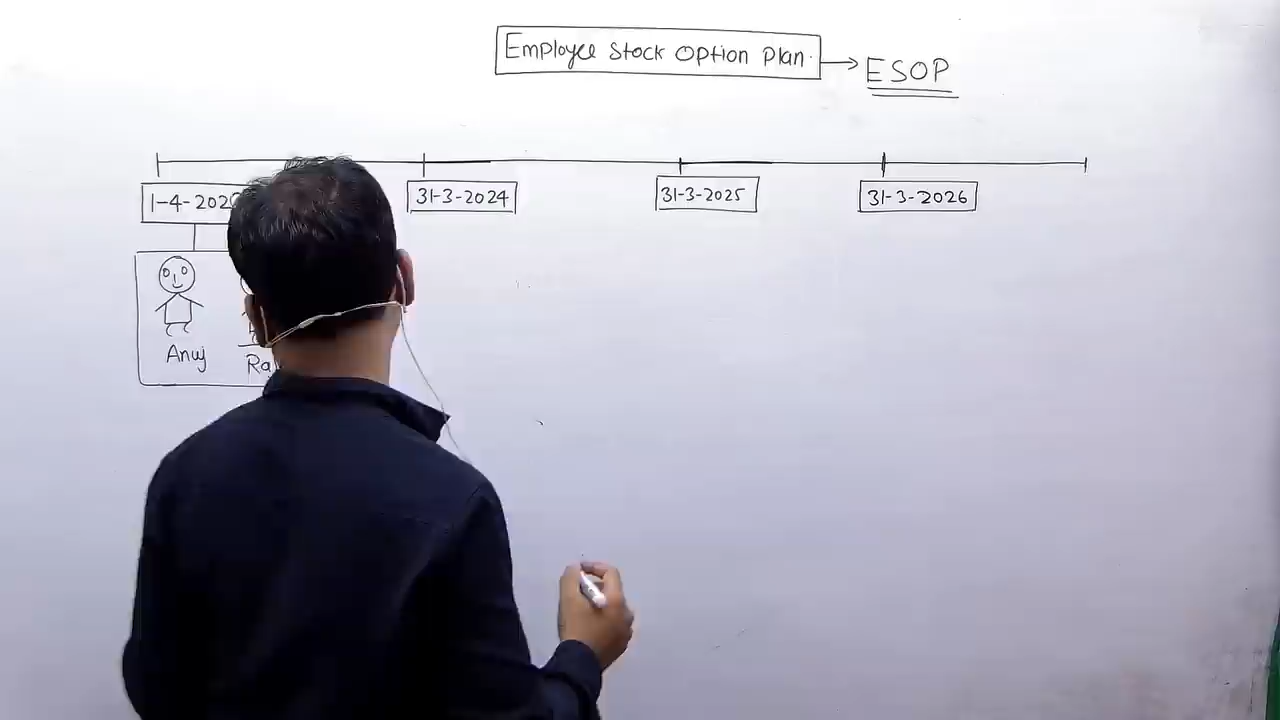 Employee Stock Option Plan
ESOP
31-3-2024
31-3-2025
31-3-2026
Anuj